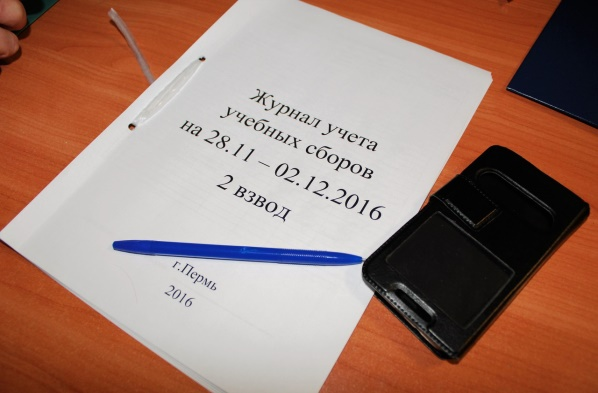 Журнал учета
учебных сборов
на 28.11 – 02.12.2016
2 взвод
г.Пермь
2016